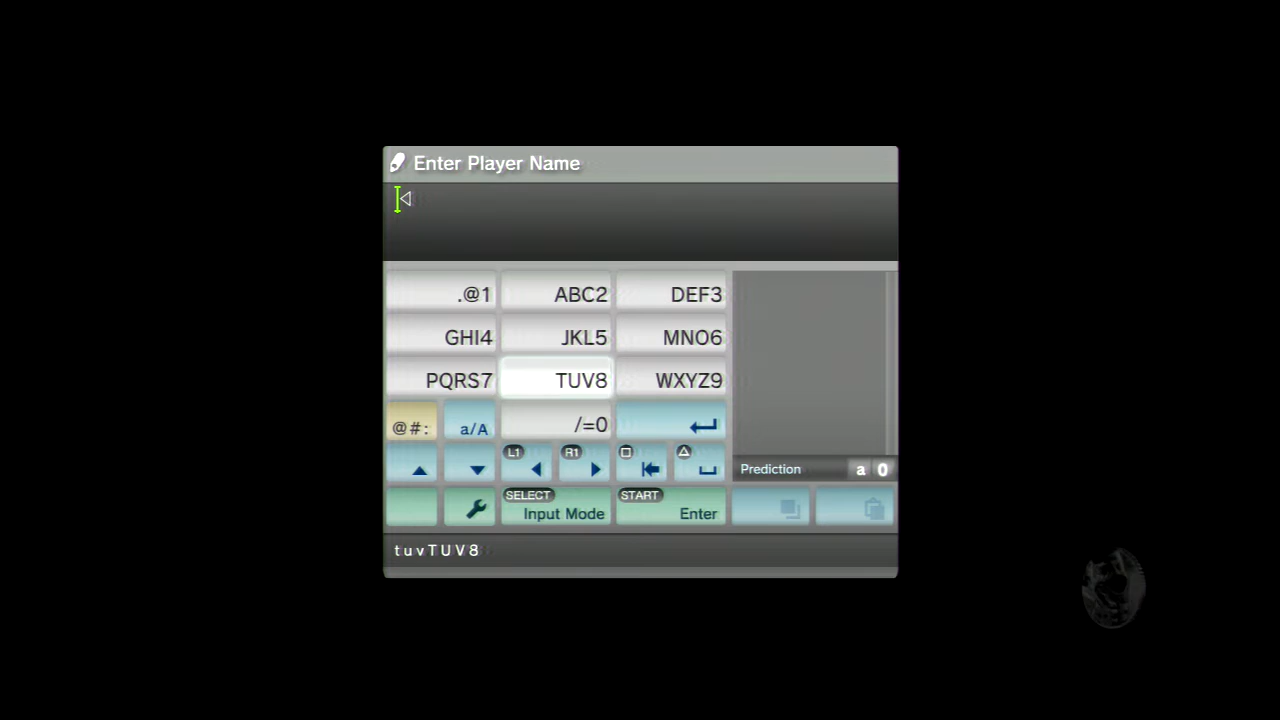 Enter Player Name
.@1 ABC2 DEF3
GHI4 JKL5 MNO6
PQRS7 TUV8 WXYZ9
@#: a/A /=0
L1 R1
Prediction a 0
SELECT START
Input Mode Enter
tuvTUV8